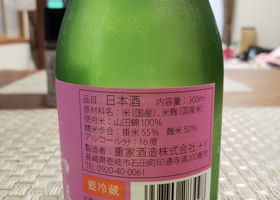 品目：日本酒 内容量：300ml
原材料名：米（国産）、米麹（国産米）
使用米：山田錦100%
精米歩合：掛米55% 麹米50%
アルコール分：16度
製造者：重家酒造株式会社＋Y
長崎県壱岐市石田町印通寺浦200番地
TEL 0920-40-0061
要冷蔵